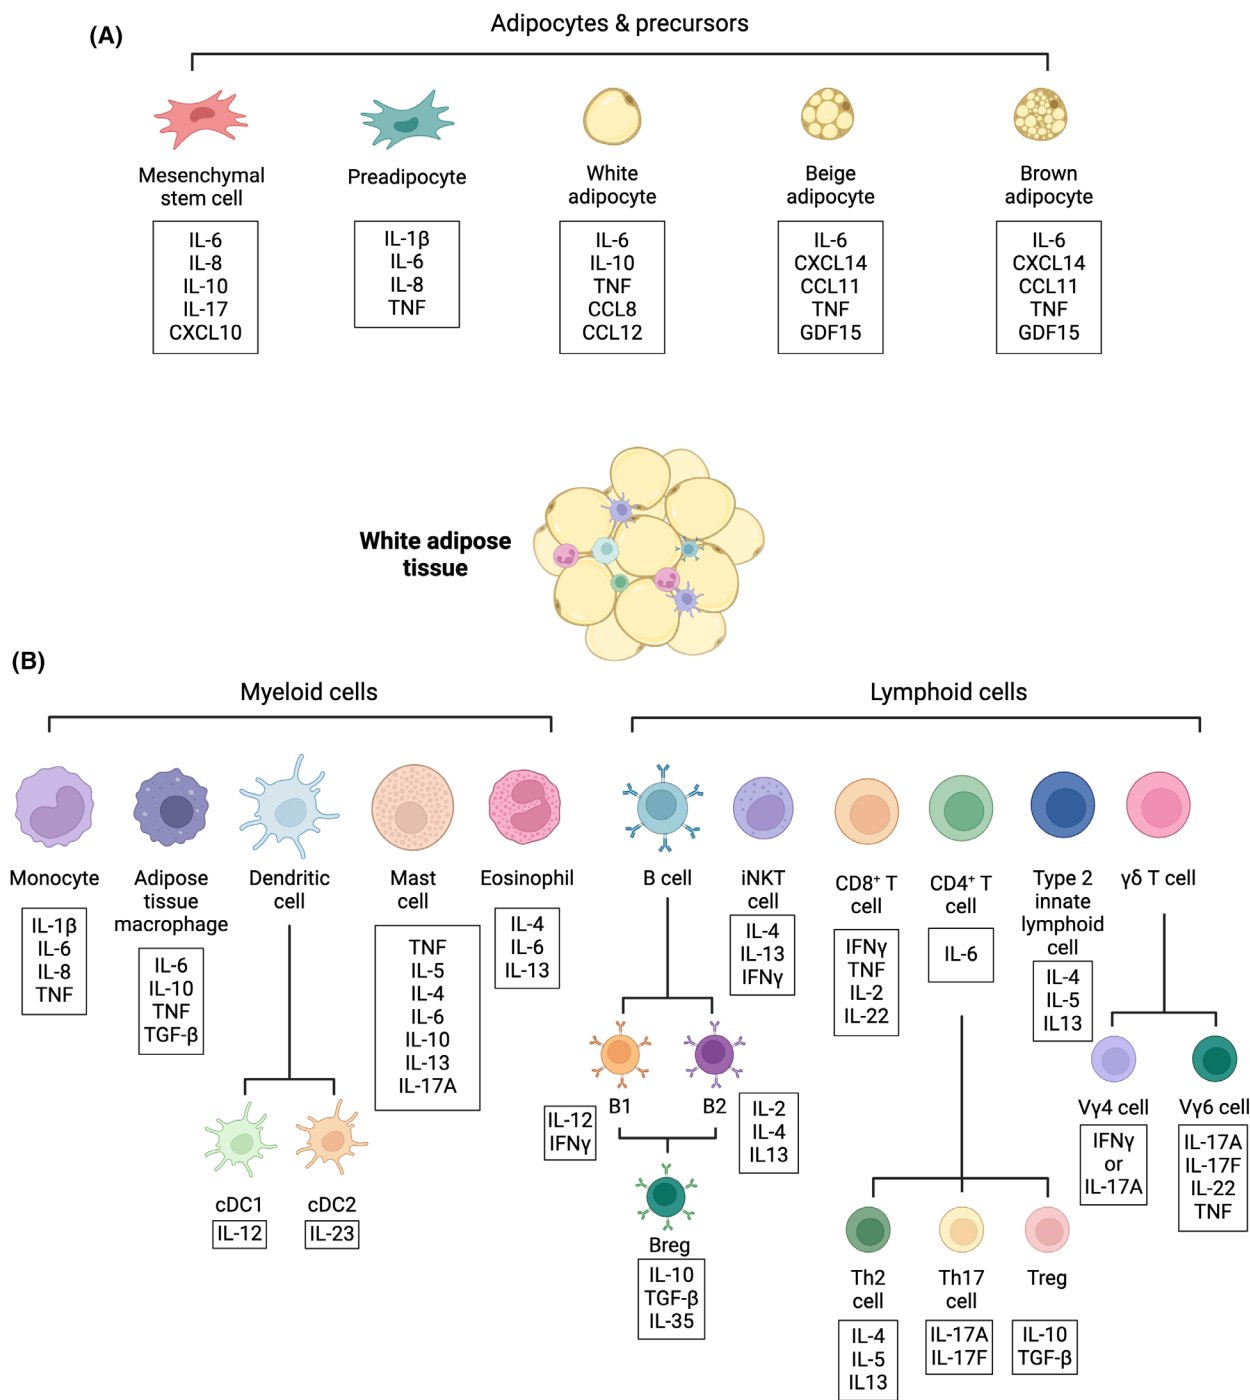 (A)
Adipocytes & precursors
Mesenchymal
stem cell
IL-6
IL-8
IL-10
IL-17
CXCL10
Preadipocyte
IL-1β
IL-6
IL-8
TNF
White
adipocyte
IL-6
IL-10
TNF
CCL8
CCL12
Beige
adipocyte
IL-6
CXCL14
CCL11
TNF
GDF15
Brown
adipocyte
IL-6
CXCL14
CCL11
TNF
GDF15
White adipose
tissue
(B)
Myeloid cells
Monocyte
IL-1β
IL-6
IL-8
TNF
Adipose
tissue
macrophage
IL-6
IL-10
TNF
TGF-β
Dendritic
cell
cDC1
IL-12
cDC2
IL-23
Mast
cell
TNF
IL-5
IL-4
IL-6
IL-10
IL-13
IL-17A
Eosinophil
IL-4
IL-6
IL-13
Lymphoid cells
B cell
B1
IL-12
IFNγ
B2
IL-2
IL-4
IL13
Breg
IL-10
TGF-β
IL-35
iNKT
cell
IL-4
IL-13
IFNγ
CD8⁺ T
cell
IFNγ
TNF
IL-2
IL-22
CD4⁺ T
cell
IL-6
Th2
cell
IL-4
IL-5
IL13
Th17
cell
IL-17A
IL-17F
Treg
IL-10
TGF-β
Type 2
innate
lymphoid
cell
IL-4
IL-5
IL13
γδ T cell
Vγ4 cell
IFNγ
or
IL-17A
Vγ6 cell
IL-17A
IL-17F
IL-22
TNF